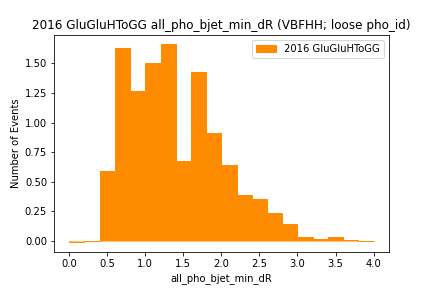 2016 GluGluHToGG all_pho_bjet_min_dR (VBFHH; loose pho_id)
2016 GluGluHToGG
Number of Events
1.50
1.25
1.00
0.75
0.50
0.25
0.00
0.0 0.5 1.0 1.5 2.0 2.5 3.0 3.5 4.0
all_pho_bjet_min_dR